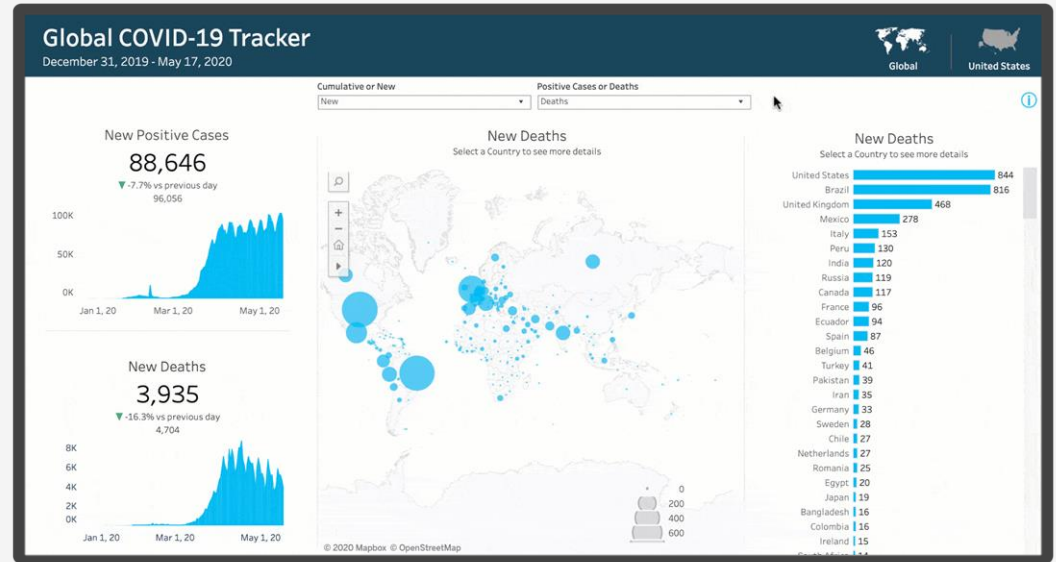 Global COVID-19 Tracker
December 31, 2019 - May 17, 2020
Global
United States
Cumulative or New
New
Positive Cases or Deaths
Deaths
New Positive Cases
88,646
▼ -7.7% vs previous day
96,056
100K
50K
0K
Jan 1, 20
Mar 1, 20
May 1, 20
New Deaths
3,935
▼ -16.3% vs previous day
4,704
8K
6K
4K
2K
0K
Jan 1, 20
Mar 1, 20
May 1, 20
New Deaths
Select a Country to see more details
0
200
400
600
© 2020 Mapbox © OpenStreetMap
New Deaths
Select a Country to see more details
United States 844
Brazil 816
United Kingdom 468
Mexico 278
Italy 153
Peru 130
India 120
Russia 119
Canada 117
France 96
Ecuador 94
Spain 87
Belgium 46
Turkey 41
Pakistan 39
Iran 35
Germany 33
Sweden 28
Chile 27
Netherlands 27
Romania 25
Egypt 20
Japan 19
Bangladesh 16
Colombia 16
Ireland 15